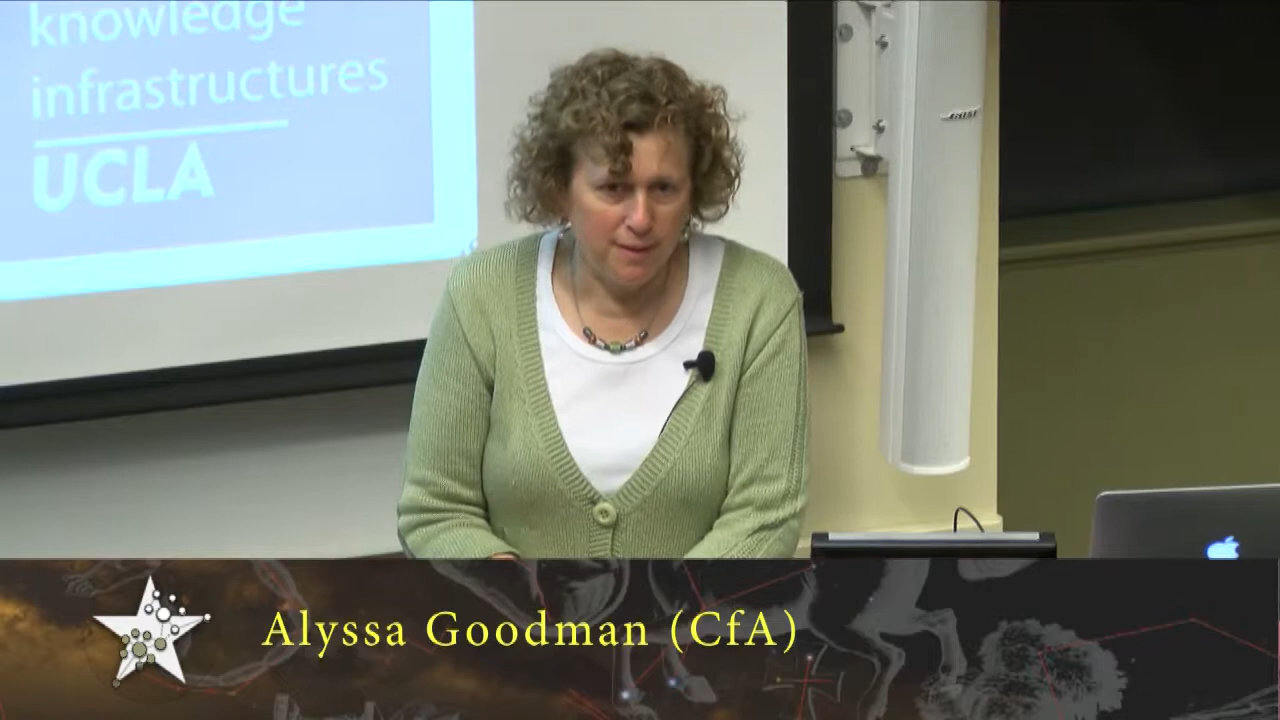 knowledge
infrastructures
UCLA
BOSE
Alyssa Goodman (CfA)